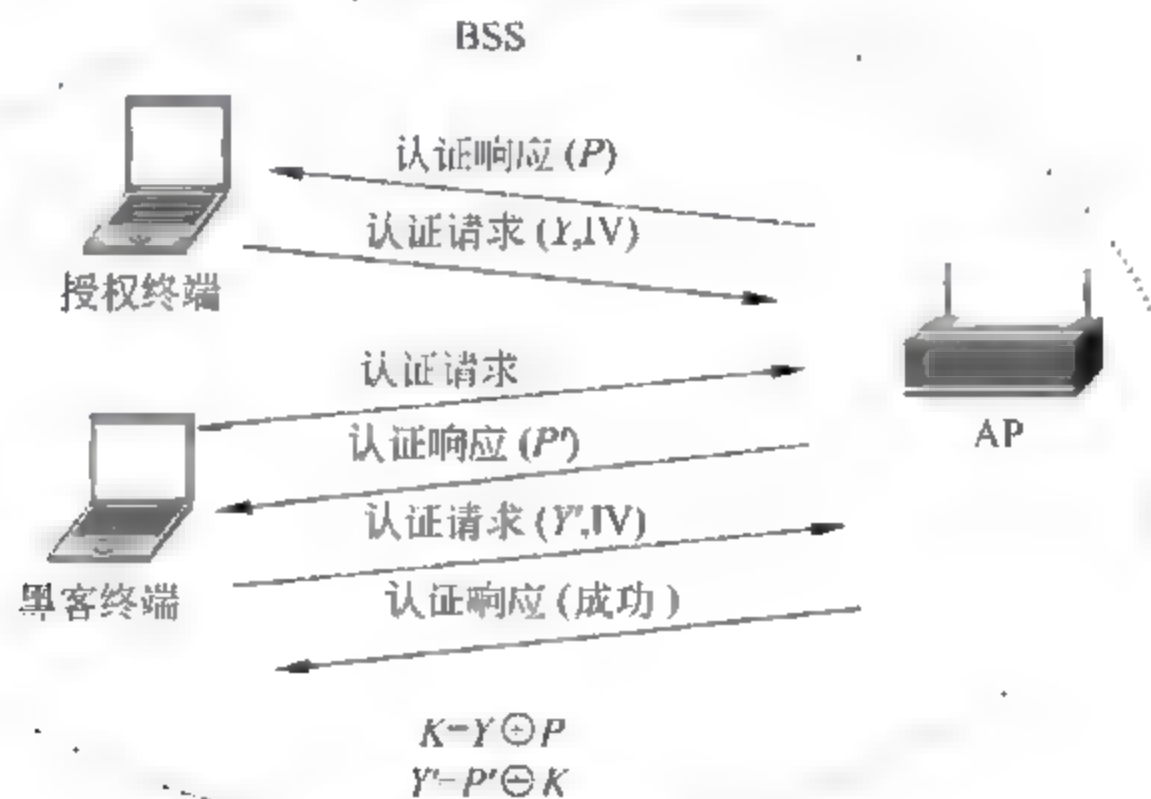 BSS
认证响应 (P)
认证请求 (Y,IV)
授权终端
认证请求
AP
认证响应 (P')
认证请求 (Y',IV)
黑客终端
认证响应 (成功)
K=Y⊕P
Y'=P'⊕K